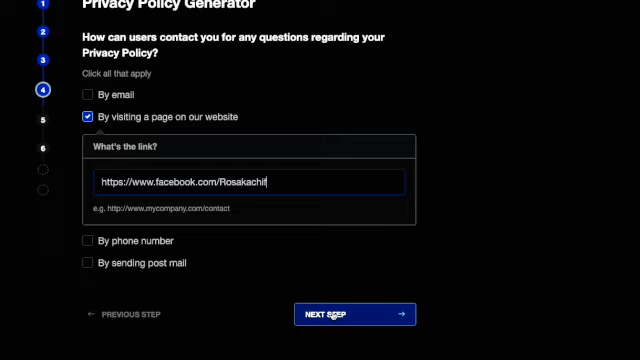 1
Privacy Policy Generator
2
How can users contact you for any questions regarding your
Privacy Policy?
3
Click all that apply
4
By email
5
By visiting a page on our website
6
What's the link?
https://www.facebook.com/Rosakachif
e.g. http://www.mycompany.com/contact
By phone number
By sending post mail
← PREVIOUS STEP
NEXT STEP →